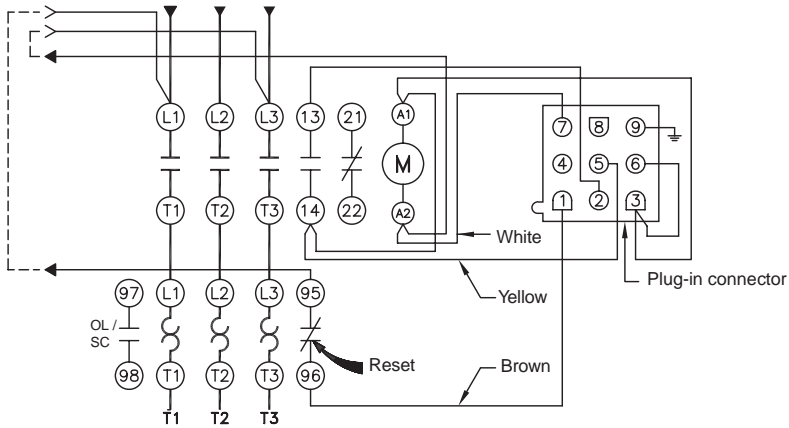 L1 L2 L3 13 21 A1
7 8 9
M
4 5 6
T1 T2 T3 14 22 A2
1 2 3
White
Plug-in connector
97 L1 L2 L3 95
Yellow
OL /
SC
Reset
Brown
98 T1 T2 T3 96
T1 T2 T3